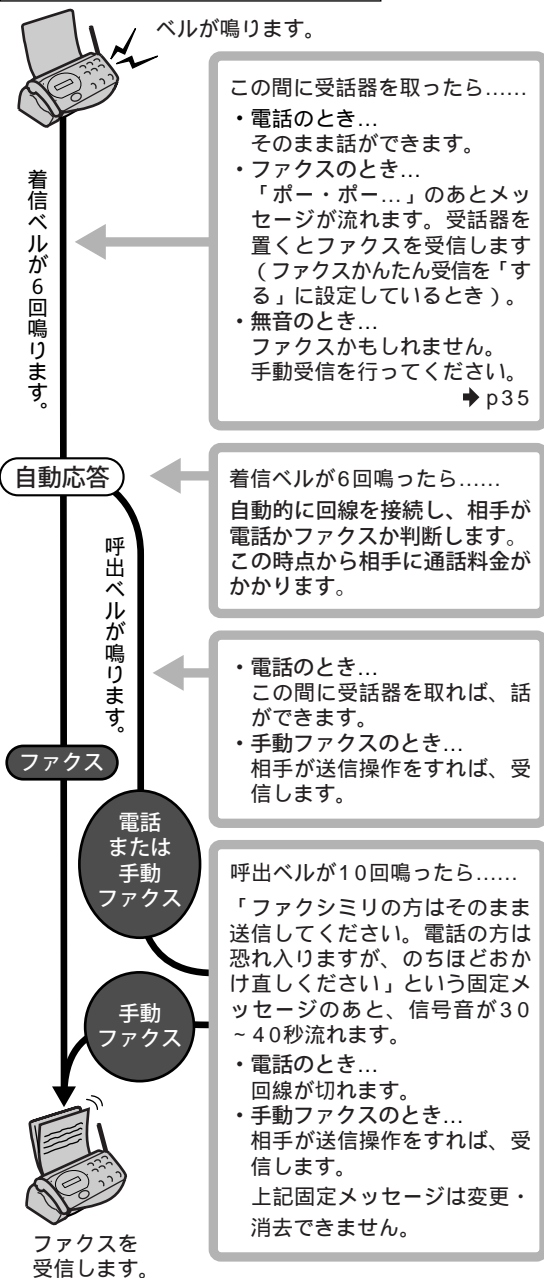 ベルが鳴ります。
この間に受話器を取ったら……
・電話のとき…
そのまま話ができます。
・ファクスのとき…
「ポー・ポー…」のあとメッ
セージが流れます。受話器を
置くとファクスを受信します
（ファクスかんたん受信を「す
る」に設定しているとき）。
・無音のとき…
ファクスかもしれません。
手動受信を行ってください。
➡ p35
着信ベルが6回鳴ります。
自動応答
着信ベルが6回鳴ったら……
自動的に回線を接続し、相手が
電話かファクスか判断します。
この時点から相手に通話料金が
かかります。
呼出ベルが鳴ります。
・電話のとき…
この間に受話器を取れば、話
ができます。
・手動ファクスのとき…
相手が送信操作をすれば、受
信します。
ファクス
電話
または
手動
ファクス
呼出ベルが10回鳴ったら……
「ファクシミリの方はそのまま
送信してください。電話の方は
恐れ入りますが、のちほどおか
け直しください」という固定メ
ッセージのあと、信号音が30
~40秒流れます。
・電話のとき…
回線が切れます。
・手動ファクスのとき…
相手が送信操作をすれば、受
信します。
上記固定メッセージは変更・
消去できません。
手動
ファクス
ファクスを
受信します。